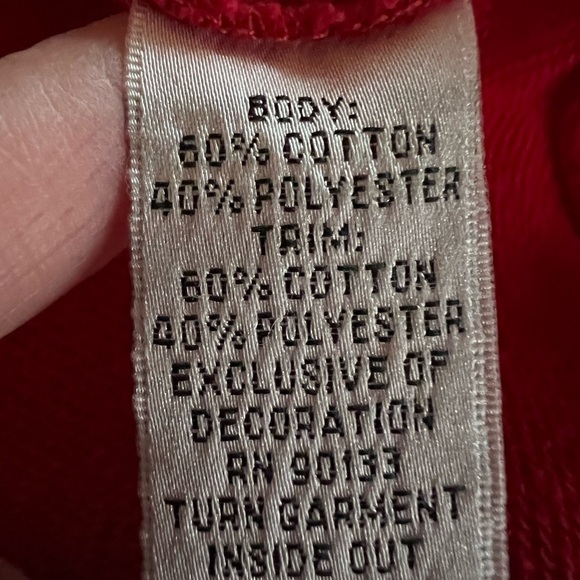 BODY:
60% COTTON
40% POLYESTER
TRIM:
60% COTTON
40% POLYESTER
EXCLUSIVE OF
DECORATION
RN 90133
TURN GARMENT
INSIDE OUT